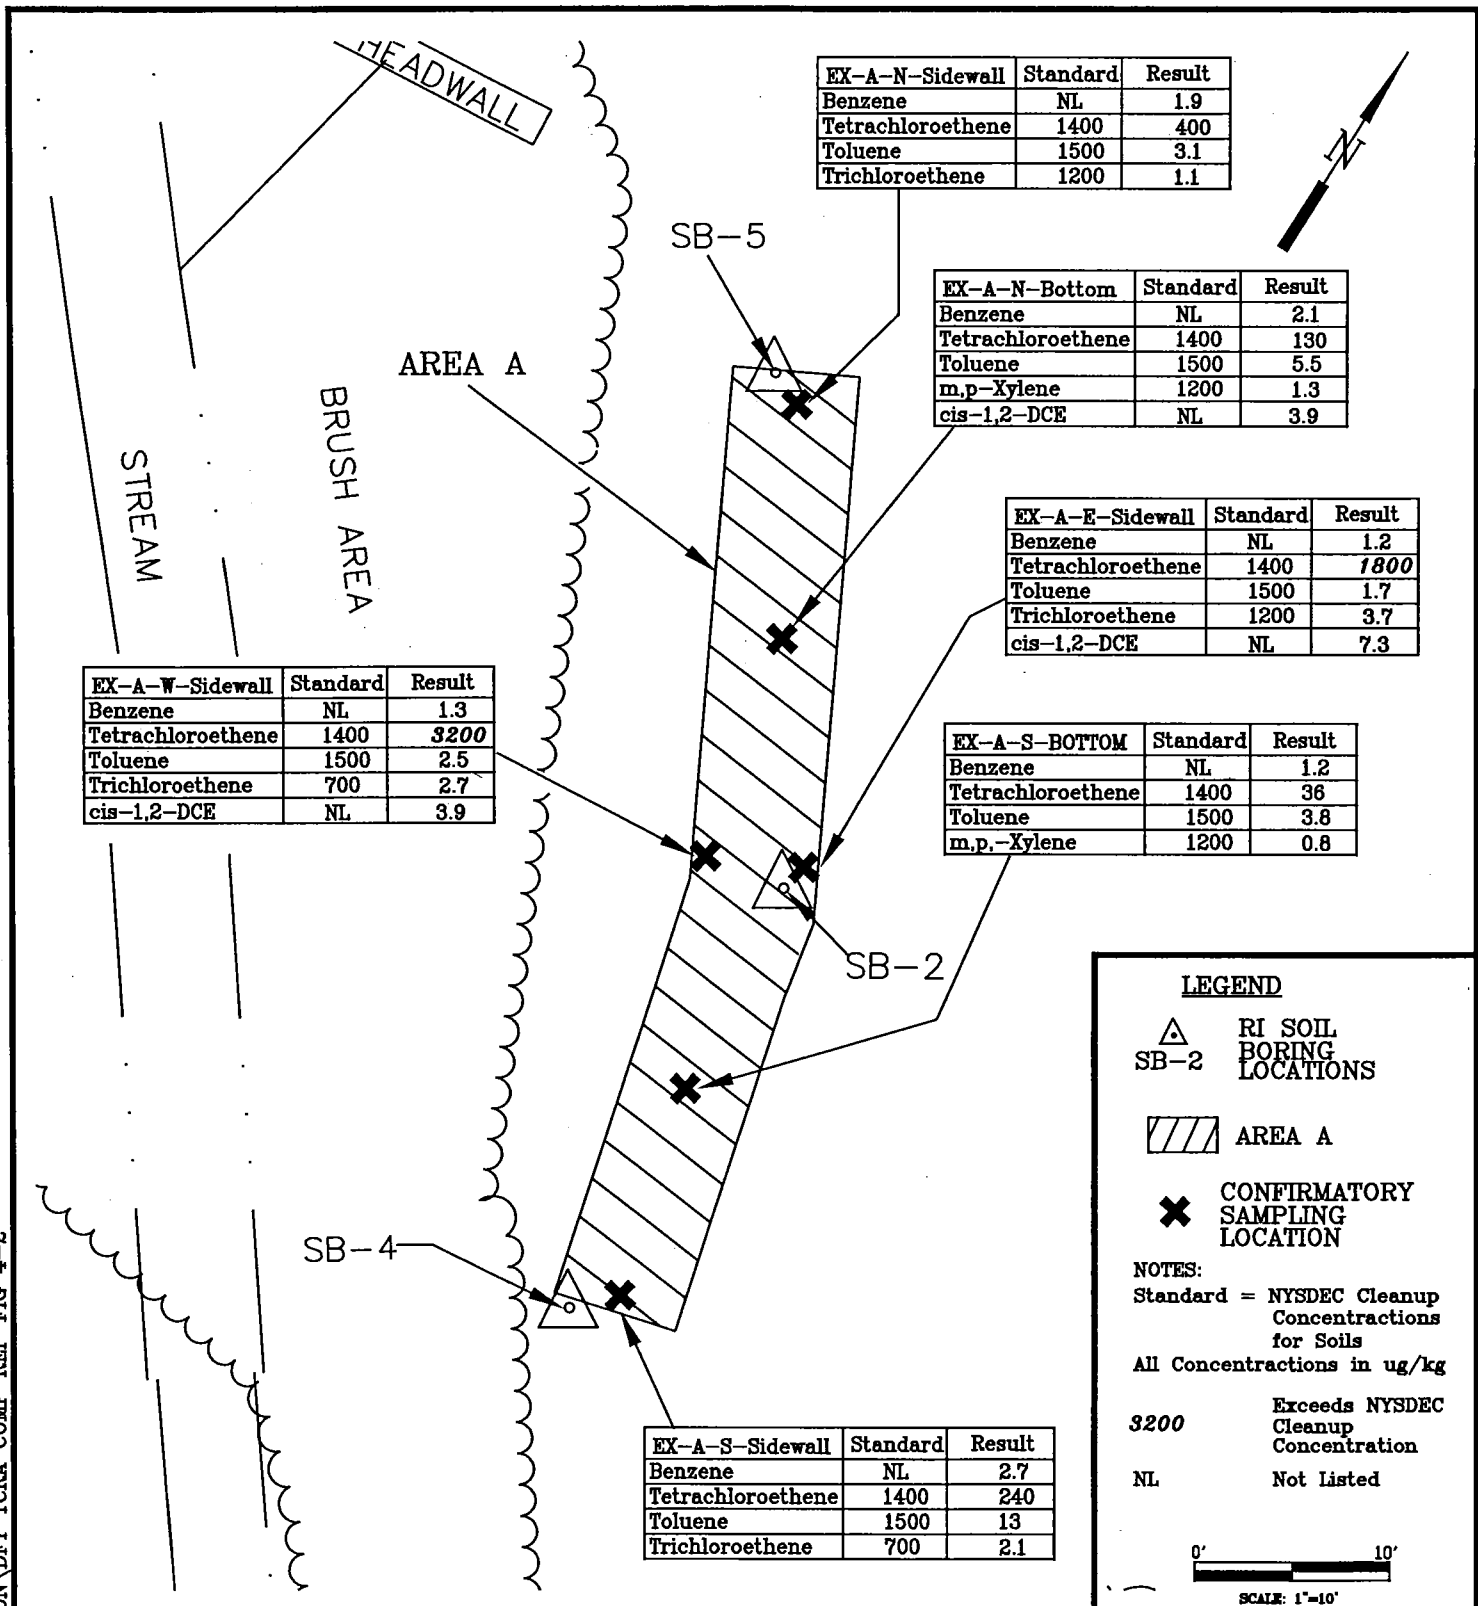 HEADWALL
EX-A-N-Sidewall Standard Result
Benzene NL 1.9
Tetrachloroethene 1400 400
Toluene 1500 3.1
Trichloroethene 1200 1.1
N
SB-5
EX-A-N-Bottom Standard Result
Benzene NL 2.1
Tetrachloroethene 1400 130
Toluene 1500 5.5
m,p-Xylene 1200 1.3
cis-1,2-DCE NL 3.9
AREA A
BRUSH AREA
STREAM
EX-A-E-Sidewall Standard Result
Benzene NL 1.2
Tetrachloroethene 1400 1800
Toluene 1500 1.7
Trichloroethene 1200 3.7
cis-1,2-DCE NL 7.3
EX-A-W-Sidewall Standard Result
Benzene NL 1.3
Tetrachloroethene 1400 3200
Toluene 1500 2.5
Trichloroethene 700 2.7
cis-1,2-DCE NL 3.9
EX-A-S-BOTTOM Standard Result
Benzene NL 1.2
Tetrachloroethene 1400 36
Toluene 1500 3.8
m,p,-Xylene 1200 0.8
SB-2
SB-4
EX-A-S-Sidewall Standard Result
Benzene NL 2.7
Tetrachloroethene 1400 240
Toluene 1500 13
Trichloroethene 700 2.1
LEGEND
SB-2
RI SOIL
BORING
LOCATIONS
AREA A
CONFIRMATORY
SAMPLING
LOCATION
NOTES:
Standard = NYSDEC Cleanup
Concentractions
for Soils
All Concentractions in ug/kg
3200 Exceeds NYSDEC
Cleanup
Concentration
NL Not Listed
0' 10'
SCALE: 1"=10'